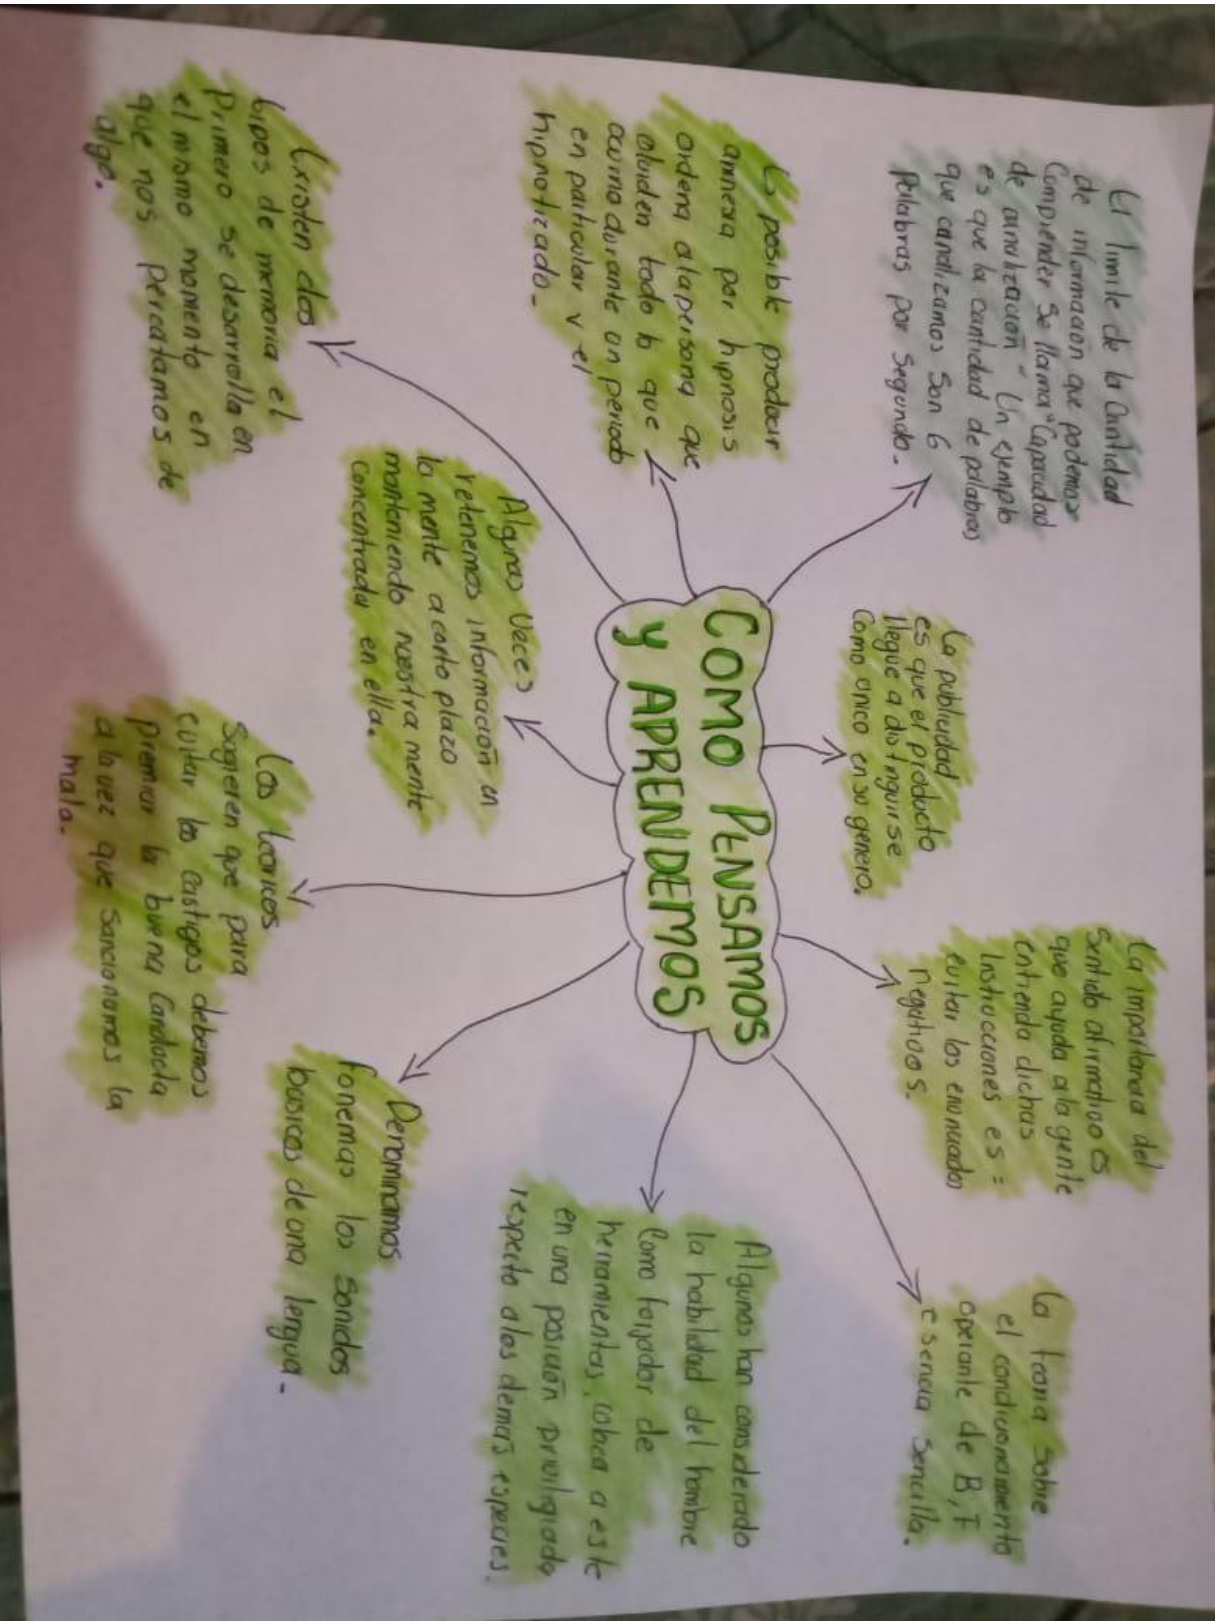 COMO PENSAMOS
y APRENDEMOS
El limite de la Cantidad
de información que podemos
Comprender Se llama "Capacidad
de canalización" Un ejemplo
es que la cantidad de palabras
que canalizamos Son 6
Palabras por Segundo.
La publicidad
es que el producto
llegue a distinguirse
Como unico en su genero.
La importancia del
Sentido afirmativo es
que ayuda a la gente
entienda dichas
Instrucciones es =
evitar los enunciados
negativos.
La teoria Sobre
el condicionamiento
operante de B, F
esencia Sencilla.
Es posible producir
amnesia por hipnosis
ordena a la persona que
olviden todo lo que
ocurrio durante un periodo
en particular v el
hipnotizado.
Algunos han considerado
la habilidad del hombre
Como forjador de
herramientas, coloca a este
en una posición
respecto a los demás especies.
Existen dos
tipos de memoria el
Primero se desarrolla en
el mismo momento en
que nos percatamos de
algo.
Algunas Veces
retenemos información en
la mente a corto plazo
manteniendo nuestra mente
Concentrada en ella.
Los teoricos
Sugieren que para
evitar los castigos debemos
premiar la buena Conducta
a la vez que Sancionamos la
mala.
Denominamos
fonemas los Sonidos
basicos de una lengua.